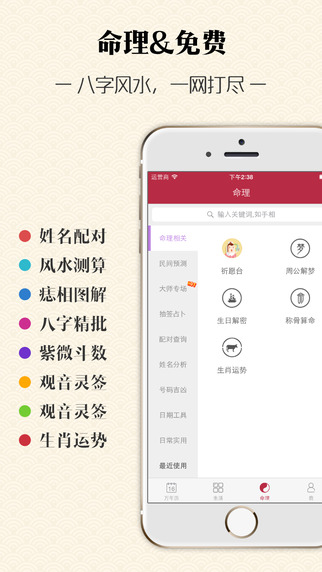 命理&免费
八字风水，一网打尽
姓名配对
风水测算
痣相图解
八字精批
紫微斗数
观音灵签
观音灵签
生肖运势
运营商
下午2:38
命理
输入关键词,如手相
命理相关
民间预测
大师专场
抽签占卜
配对查询
姓名分析
号码吉凶
日期工具
日常实用
最近使用
祈愿台
梦
周公解梦
生日解密
称骨算命
生肖运势
16
万年历
命理
我